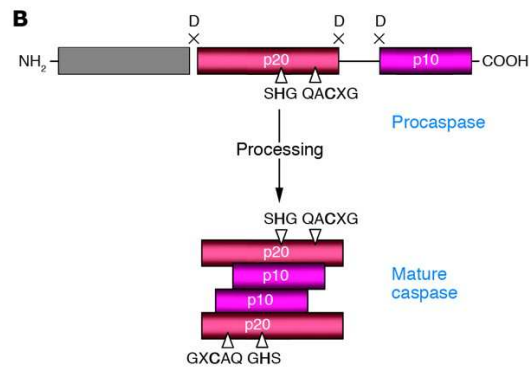 B
D D D
× × ×
NH2 p20 p10 COOH
SHG QACXG
Procaspase
Processing
SHG QACXG
p20
p10
Mature
caspase
p10
p20
GXCAQ GHS